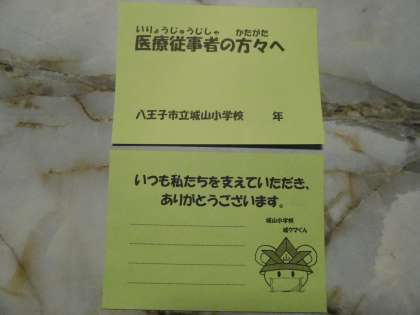 いりょうじゅうじしゃ かたがた
医療従事者の方々へ
八王子市立城山小学校 年
いつも私たちを支えていただき、
ありがとうございます。
城山小学校
城クマくん
山